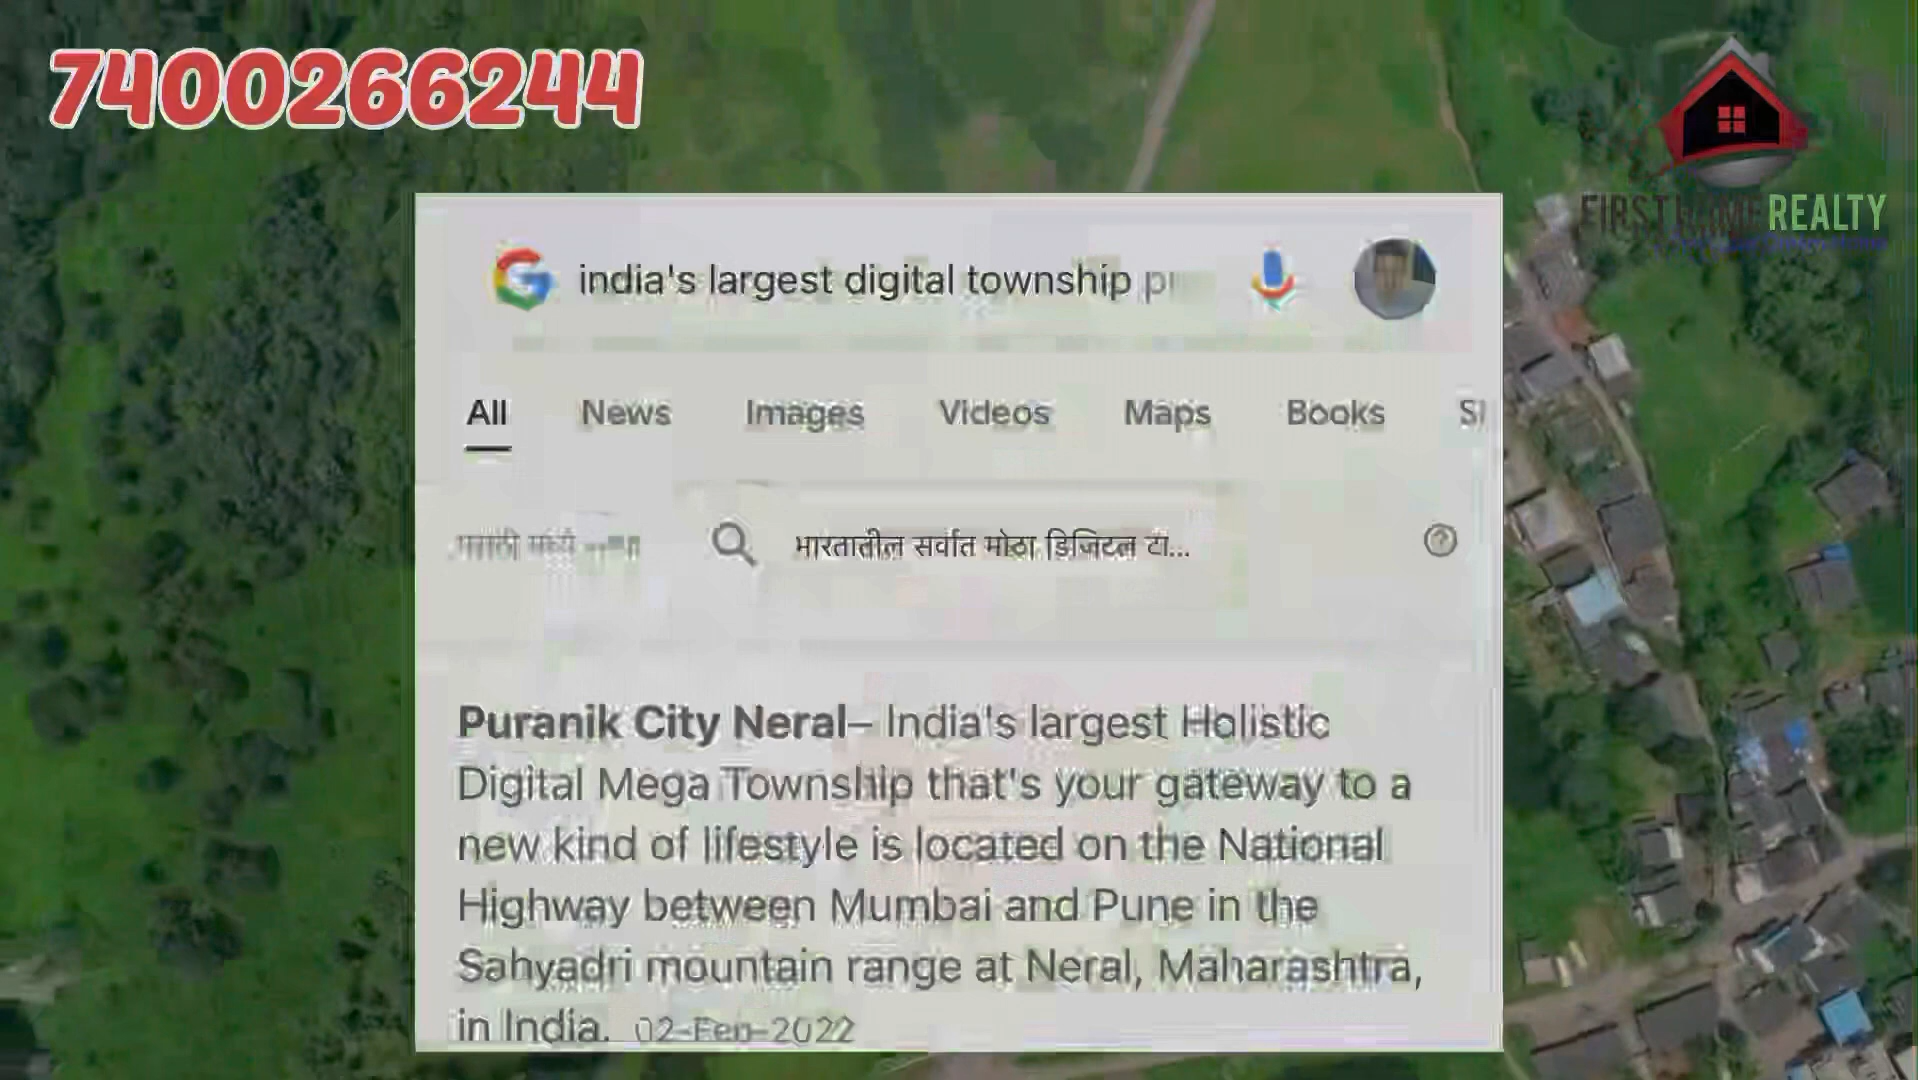 7400266244
FIRST HOME REALTY
india's largest digital township
All News Images Videos Maps Books
भारतातील सर्वात मोठा डिजिटल टा...
Puranik City Neral– India's largest Holistic
Digital Mega Township that's your gateway to a
new kind of lifestyle is located on the National
Highway between Mumbai and Pune in the
Sahyadri mountain range at Neral, Maharashtra,
in India. 02-Feb-2022